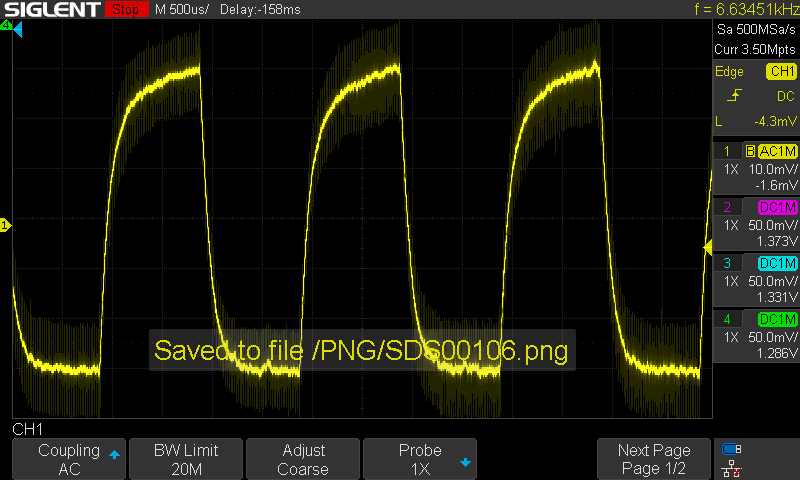 SIGLENT Stop M 500us/ Delay:-158ms f = 6.63451kHz
Sa 500MSa/s
Curr 3.50Mpts
Edge CH1
DC
L -4.3mV
1 B AC1M
1X 10.0mV/
-1.6mV
2 DC1M
1X 50.0mV/
1.373V
3 DC1M
1X 50.0mV/
1.331V
4 DC1M
1X 50.0mV/
1.286V
4
1
Saved to file /PNG/SDS00106.png
CH1
Coupling
AC
BW Limit
20M
Adjust
Coarse
Probe
1X
Next Page
Page 1/2